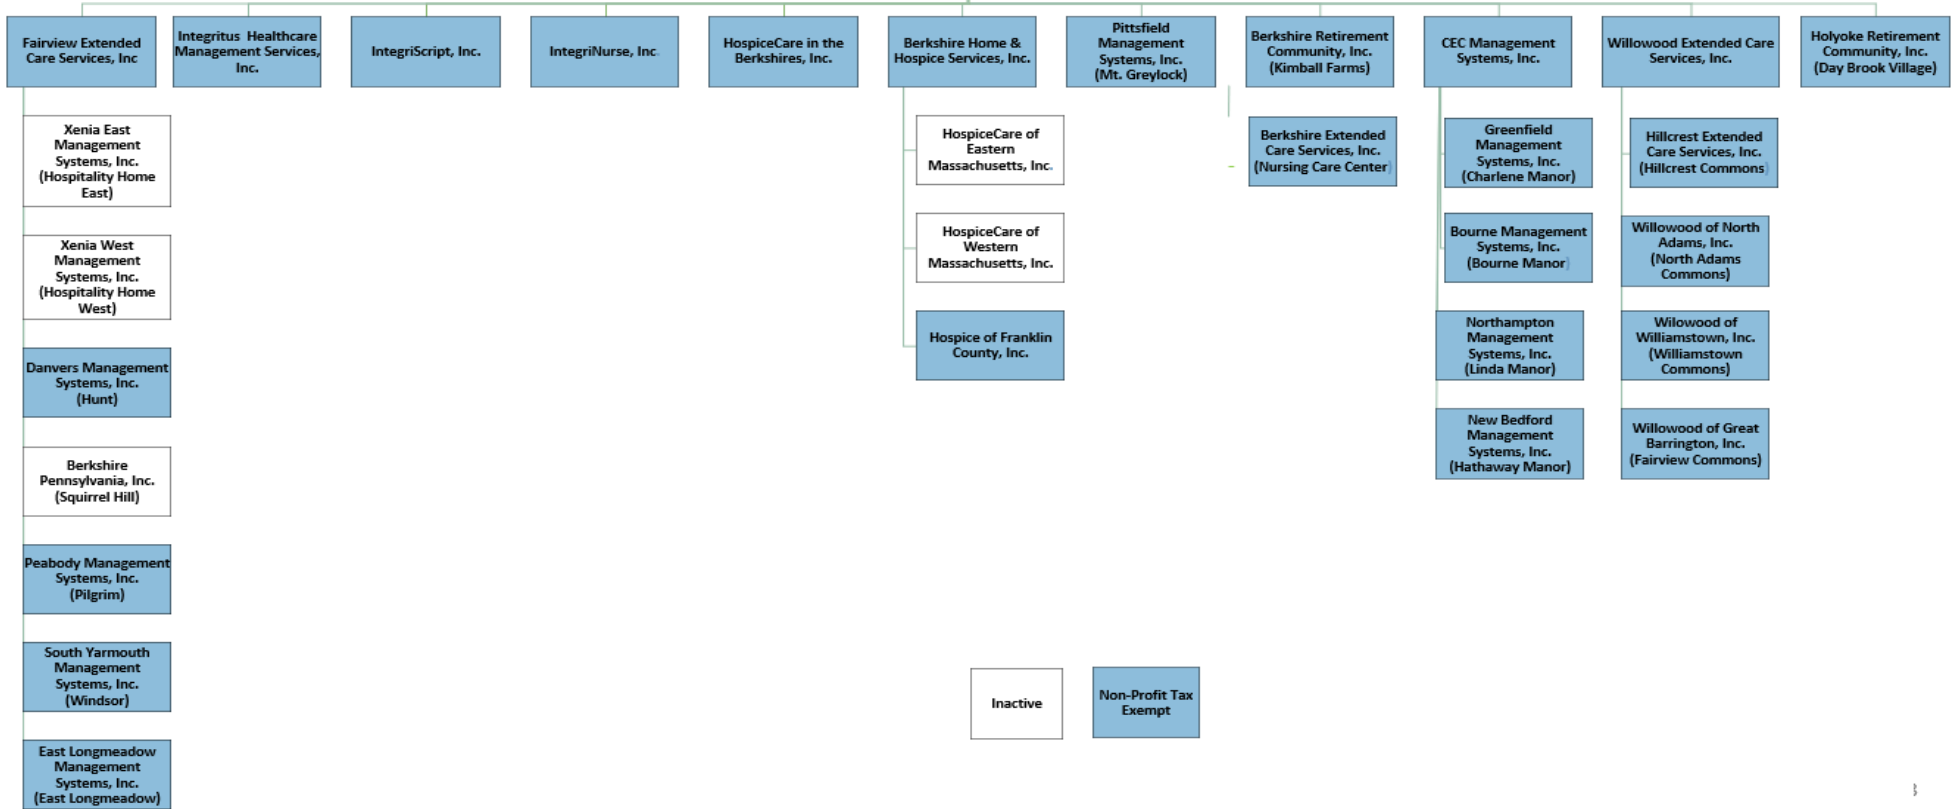 Fairview Extended
Care Services, Inc
Integritus Healthcare
Management Services,
Inc.
IntegriScript, Inc.
IntegriNurse, Inc.
HospiceCare in the
Berkshires, Inc.
Berkshire Home &
Hospice Services, Inc.
Pittsfield
Management
Systems, Inc.
(Mt. Greylock)
Berkshire Retirement
Community, Inc.
(Kimball Farms)
CEC Management
Systems, Inc.
Willowood Extended Care
Services, Inc.
Holyoke Retirement
Community, Inc.
(Day Brook Village)
Xenia East
Management
Systems, Inc.
(Hospitality Home
East)
Xenia West
Management
Systems, Inc.
(Hospitality Home
West)
Danvers Management
Systems, Inc.
(Hunt)
Berkshire
Pennsylvania, Inc.
(Squirrel Hill)
Peabody Management
Systems, Inc.
(Pilgrim)
South Yarmouth
Management
Systems, Inc.
(Windsor)
East Longmeadow
Management
Systems, Inc.
(East Longmeadow)
HospiceCare of
Eastern
Massachusetts, Inc.
HospiceCare of
Western
Massachusetts, Inc.
Hospice of Franklin
County, Inc.
Berkshire Extended
Care Services, Inc.
(Nursing Care Center)
Greenfield
Management
Systems, Inc.
(Charlene Manor)
Bourne Management
Systems, Inc.
(Bourne Manor)
Northampton
Management
Systems, Inc.
(Linda Manor)
New Bedford
Management
Systems, Inc.
(Hathaway Manor)
Hillcrest Extended
Care Services, Inc.
(Hillcrest Commons)
Willowood of North
Adams, Inc.
(North Adams
Commons)
Wilowood of
Williamstown, Inc.
(Williamstown
Commons)
Willowood of Great
Barrington, Inc.
(Fairview Commons)
Inactive
Non-Profit Tax
Exempt